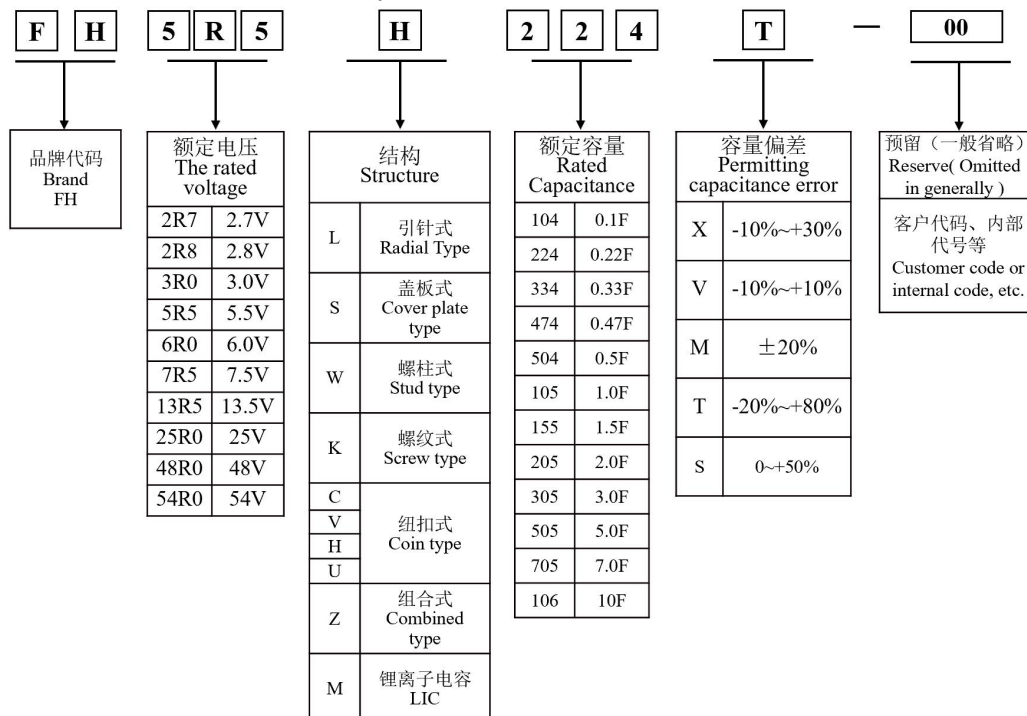 F H 5 R 5 H 2 2 4 T — 00
品牌代码
Brand
FH
额定电压
The rated
voltage
2R7 2.7V
2R8 2.8V
3R0 3.0V
5R5 5.5V
6R0 6.0V
7R5 7.5V
13R5 13.5V
25R0 25V
48R0 48V
54R0 54V
结构
Structure
L 引针式
Radial Type
S 盖板式
Cover plate
type
W 螺柱式
Stud type
K 螺纹式
Screw type
C
V
H
U
纽扣式
Coin type
Z 组合式
Combined
type
M 锂离子电容
LIC
额定容量
Rated
Capacitance
104 0.1F
224 0.22F
334 0.33F
474 0.47F
504 0.5F
105 1.0F
155 1.5F
205 2.0F
305 3.0F
505 5.0F
705 7.0F
106 10F
容量偏差
Permitting
capacitance error
X -10%~+30%
V -10%~+10%
M ±20%
T -20%~+80%
S 0~+50%
预留（一般省略）
Reserve( Omitted
in generally )
客户代码、内部
代号等
Customer code or
internal code, etc.